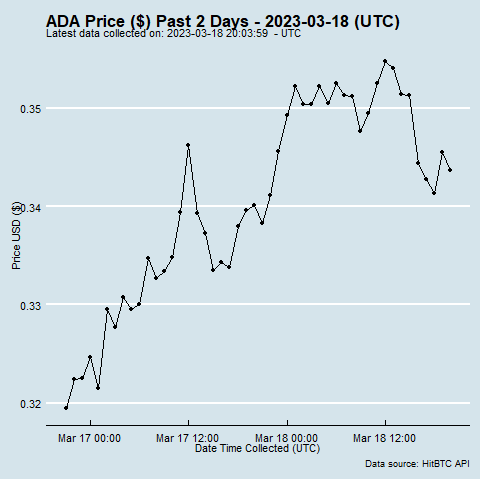 ADA Price ($) Past 2 Days - 2023-03-18 (UTC)
Latest data collected on: 2023-03-18 20:03:59 - UTC
0.35
0.34
0.33
0.32
Price USD ($)
Mar 17 00:00 Mar 17 12:00 Mar 18 00:00 Mar 18 12:00
Date Time Collected (UTC)
Data source: HitBTC API